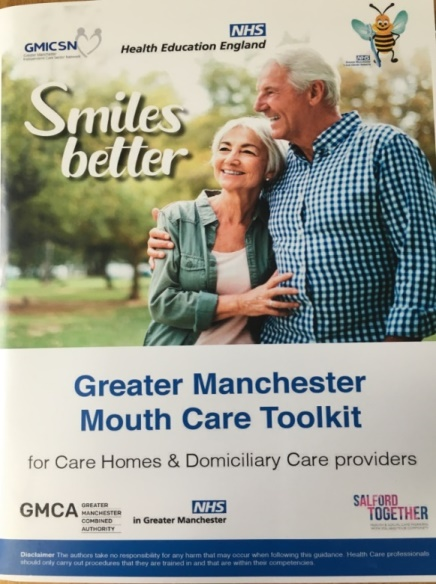 GMICSN
NHS
Health Education England
NHS
Smiles
better
Greater Manchester
Mouth Care Toolkit
for Care Homes & Domiciliary Care providers
GMCA
GREATER
MANCHESTER
COMBINED
AUTHORITY
NHS
in Greater Manchester
SALFORD
TOGETHER
Disclaimer The authors take no responsibility for any harm that may occur when following this guidance. Health Care professionals
should only carry out procedures that they are trained in and that are within their competencies.